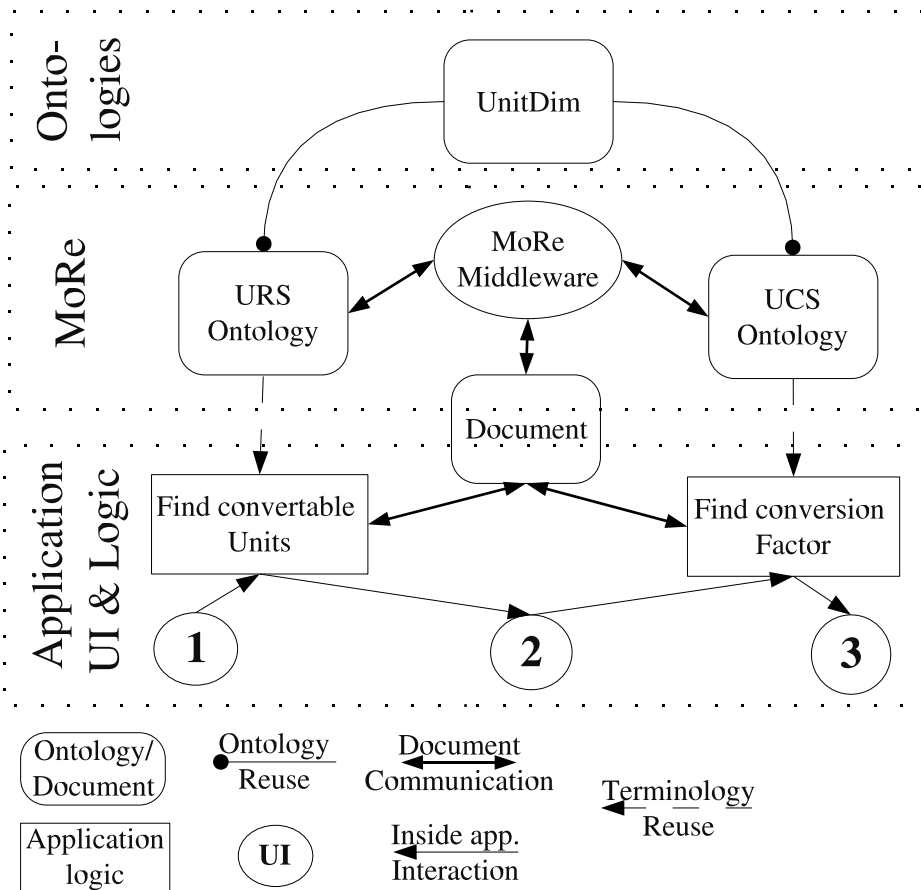 Onto-
logies
UnitDim
MoRe
MoRe
Middleware
URS
Ontology
UCS
Ontology
Document
Application
UI & Logic
Find convertable
Units
Find conversion
Factor
1
2
3
Ontology/
Document
Ontology
Reuse
Document
Communication
Terminology
Reuse
Application
logic
UI
Inside app.
Interaction